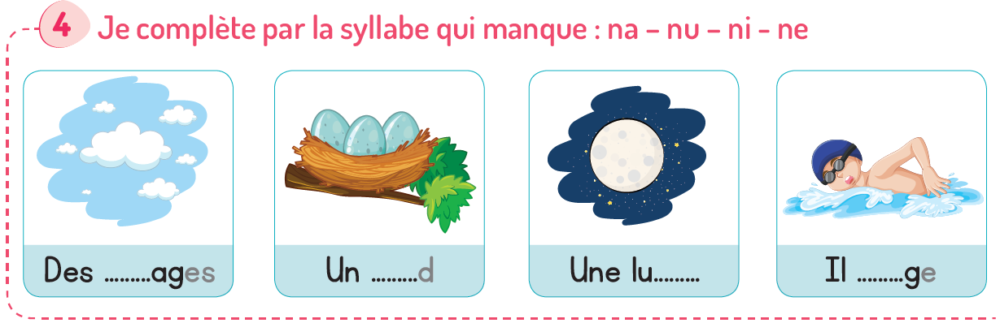 4 Je complète par la syllabe qui manque : na – nu – ni – ne
Des .........ages
Un .........d
Une lu.........
Il .........ge